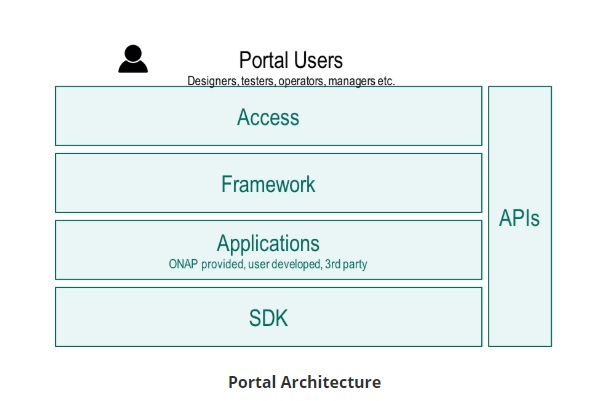 Portal Users
Designers, testers, operators, managers etc.
Access
Framework
Applications
ONAP provided, user developed, 3rd party
SDK
APIs
Portal Architecture